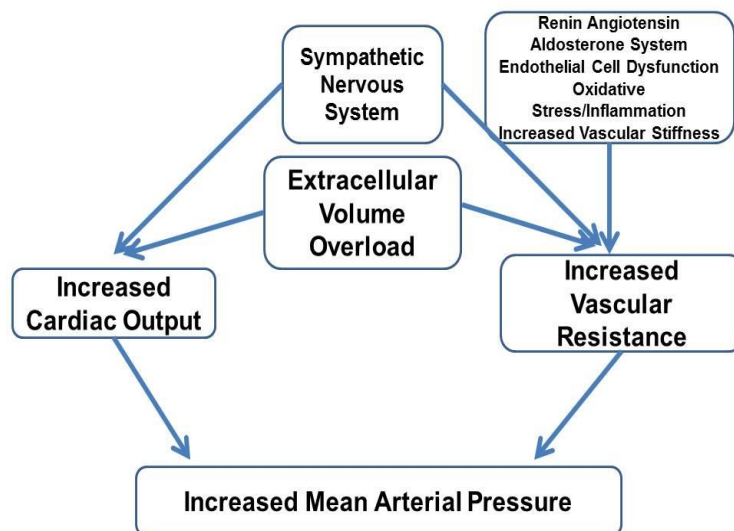 Sympathetic
Nervous
System
Renin Angiotensin
Aldosterone System
Endothelial Cell Dysfunction
Oxidative
Stress/Inflammation
Increased Vascular Stiffness
Extracellular
Volume
Overload
Increased
Cardiac Output
Increased
Vascular
Resistance
Increased Mean Arterial Pressure